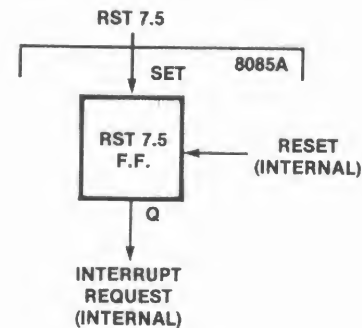 RST 7.5
8085A
SET
RST 7.5
F.F.
RESET
(INTERNAL)
Q
INTERRUPT
REQUEST
(INTERNAL)